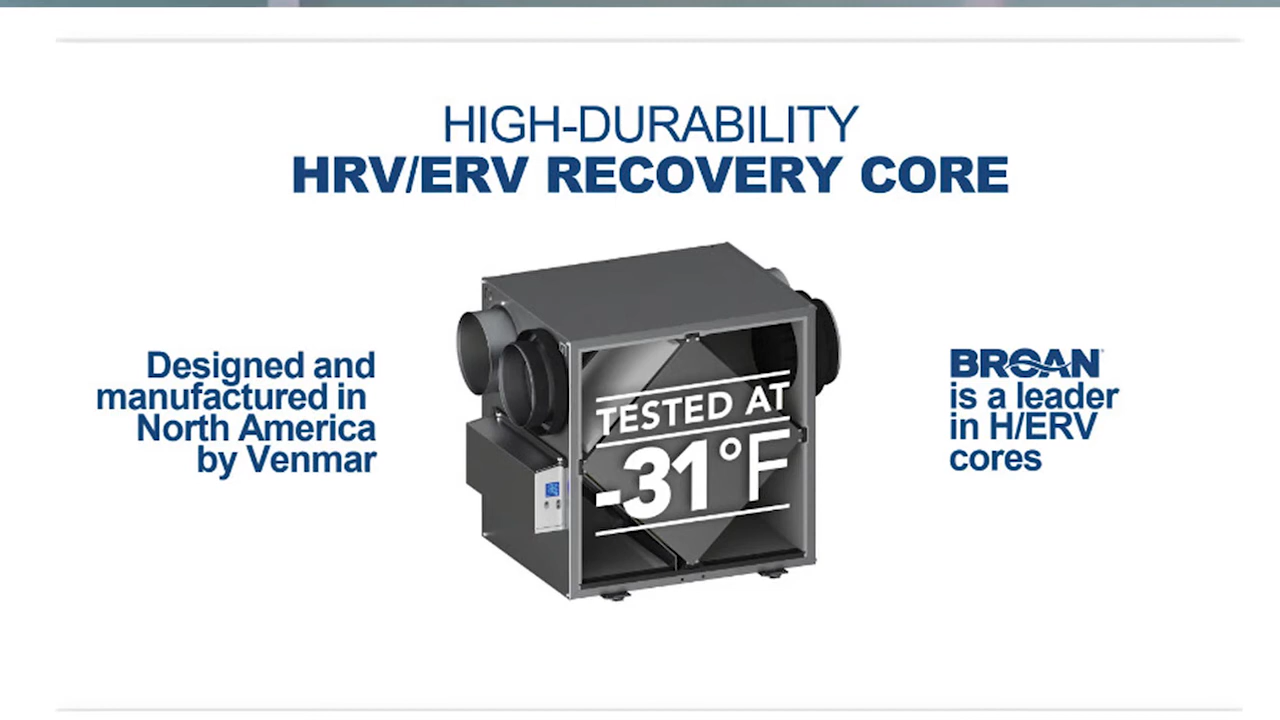 HIGH-DURABILITY
HRV/ERV RECOVERY CORE
Designed and
manufactured in
North America
by Venmar
TESTED AT
-31°F
BROAN
is a leader
in H/ERV
cores